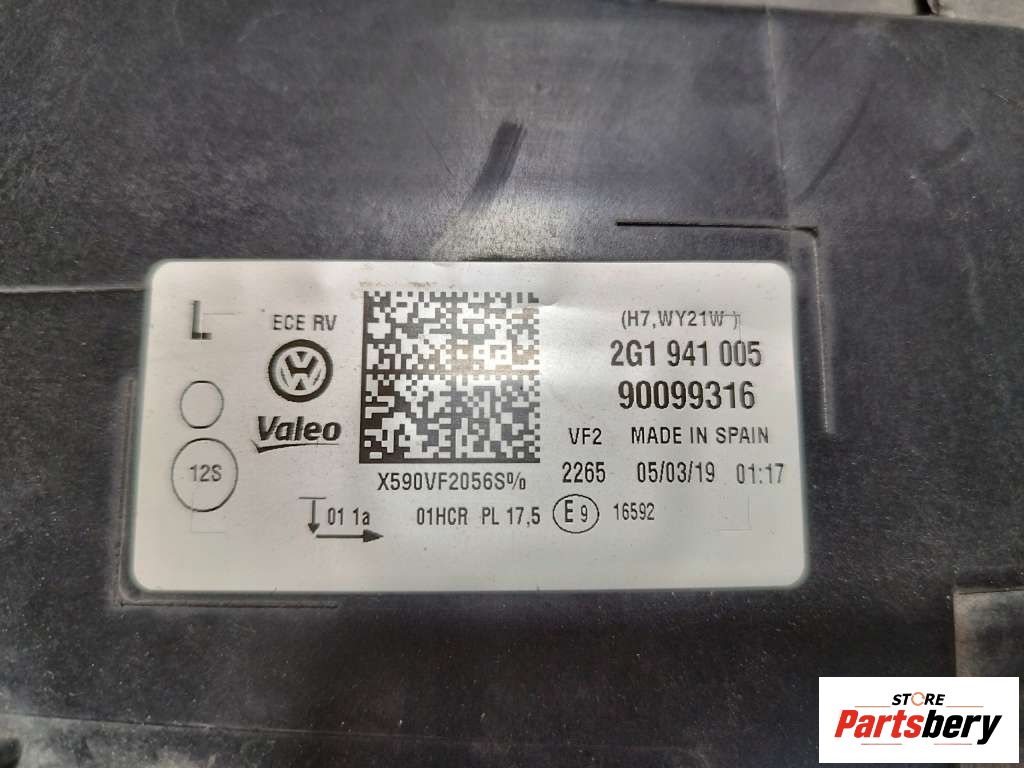 L
ECE RV
(H7,WY21W )
2G1 941 005
90099316
Valeo
VF2 MADE IN SPAIN
12S
X590VF2056S%
2265 05/03/19 01:17
01 1a
01HCR PL 17,5
E 9
16592
STORE
Partsbery